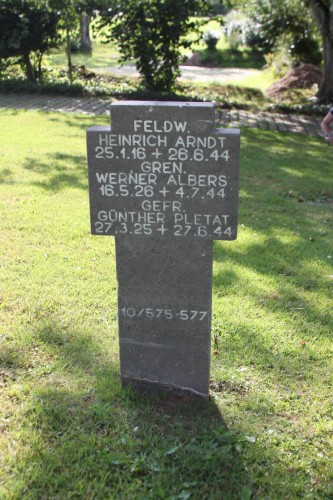 FELDW.
HEINRICH ARNDT
25.1.16 + 26.6.44
GREN.
WERNER ALBERS
16.5.26 + 4.7.44
GEFR.
GÜNTHER PLETAT
27.3.25 + 27.6.44
10/575-577